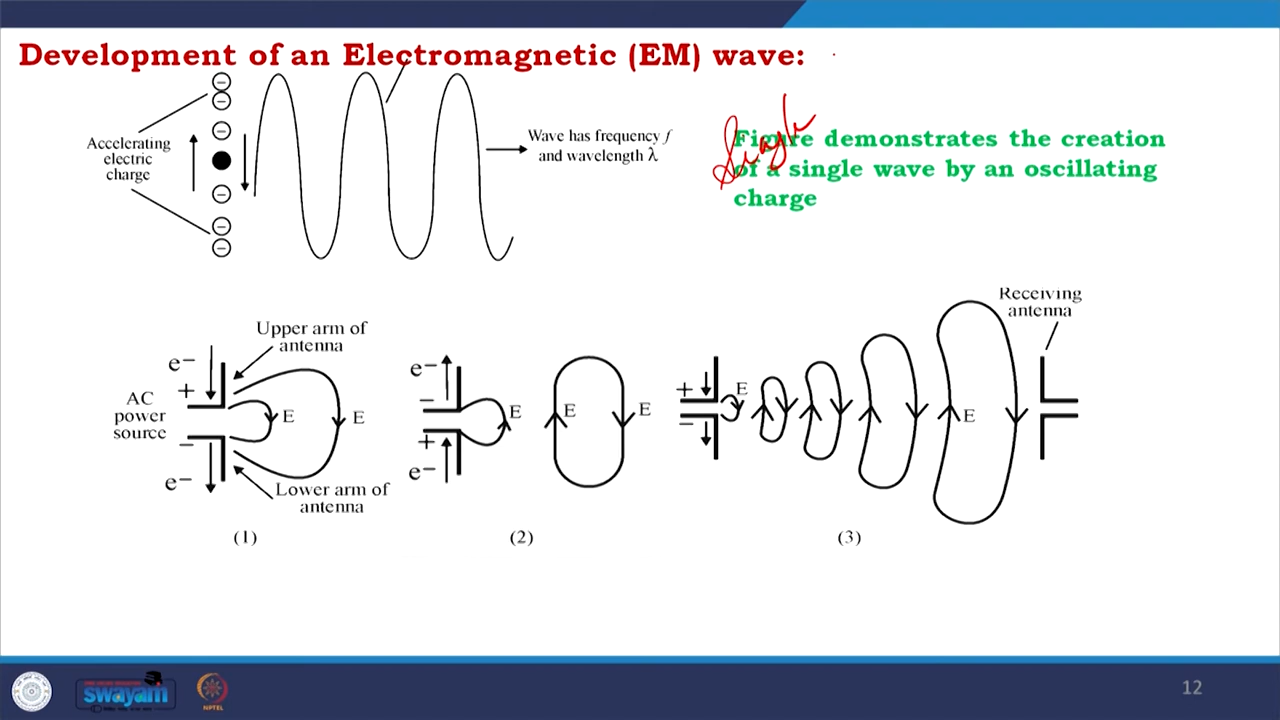 Development of an Electromagnetic (EM) wave:
Accelerating
electric
charge
Wave has frequency f
and wavelength λ
Single
Figure demonstrates the creation
of a single wave by an oscillating
charge
Upper arm of
antenna
e−
+
AC
power
source
−
e−
E
E
Lower arm of
antenna
(1)
e−
−
+
e−
E
E
E
(2)
+
−
E
E
Receiving
antenna
(3)
swayam
NPTEL
12